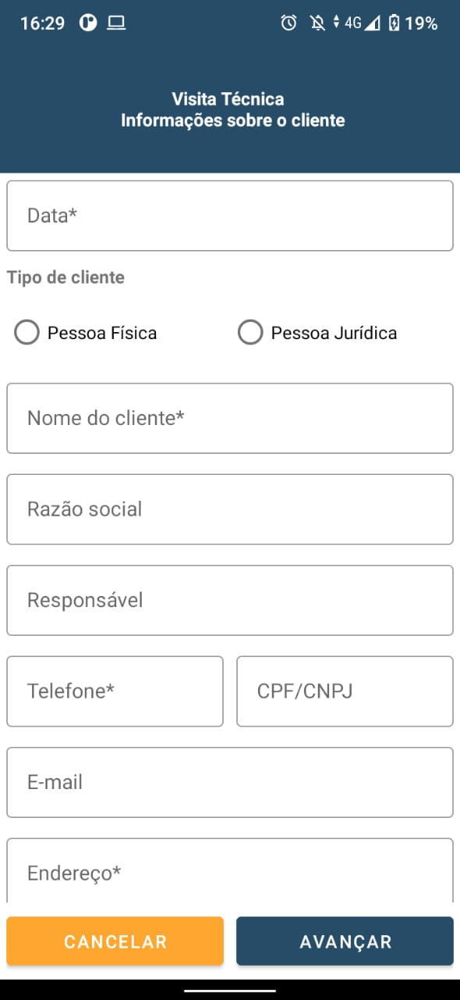 16:29
4G 19%
Visita Técnica
Informações sobre o cliente
Data*
Tipo de cliente
Pessoa Física Pessoa Jurídica
Nome do cliente*
Razão social
Responsável
Telefone* CPF/CNPJ
E-mail
Endereço*
CANCELAR AVANÇAR